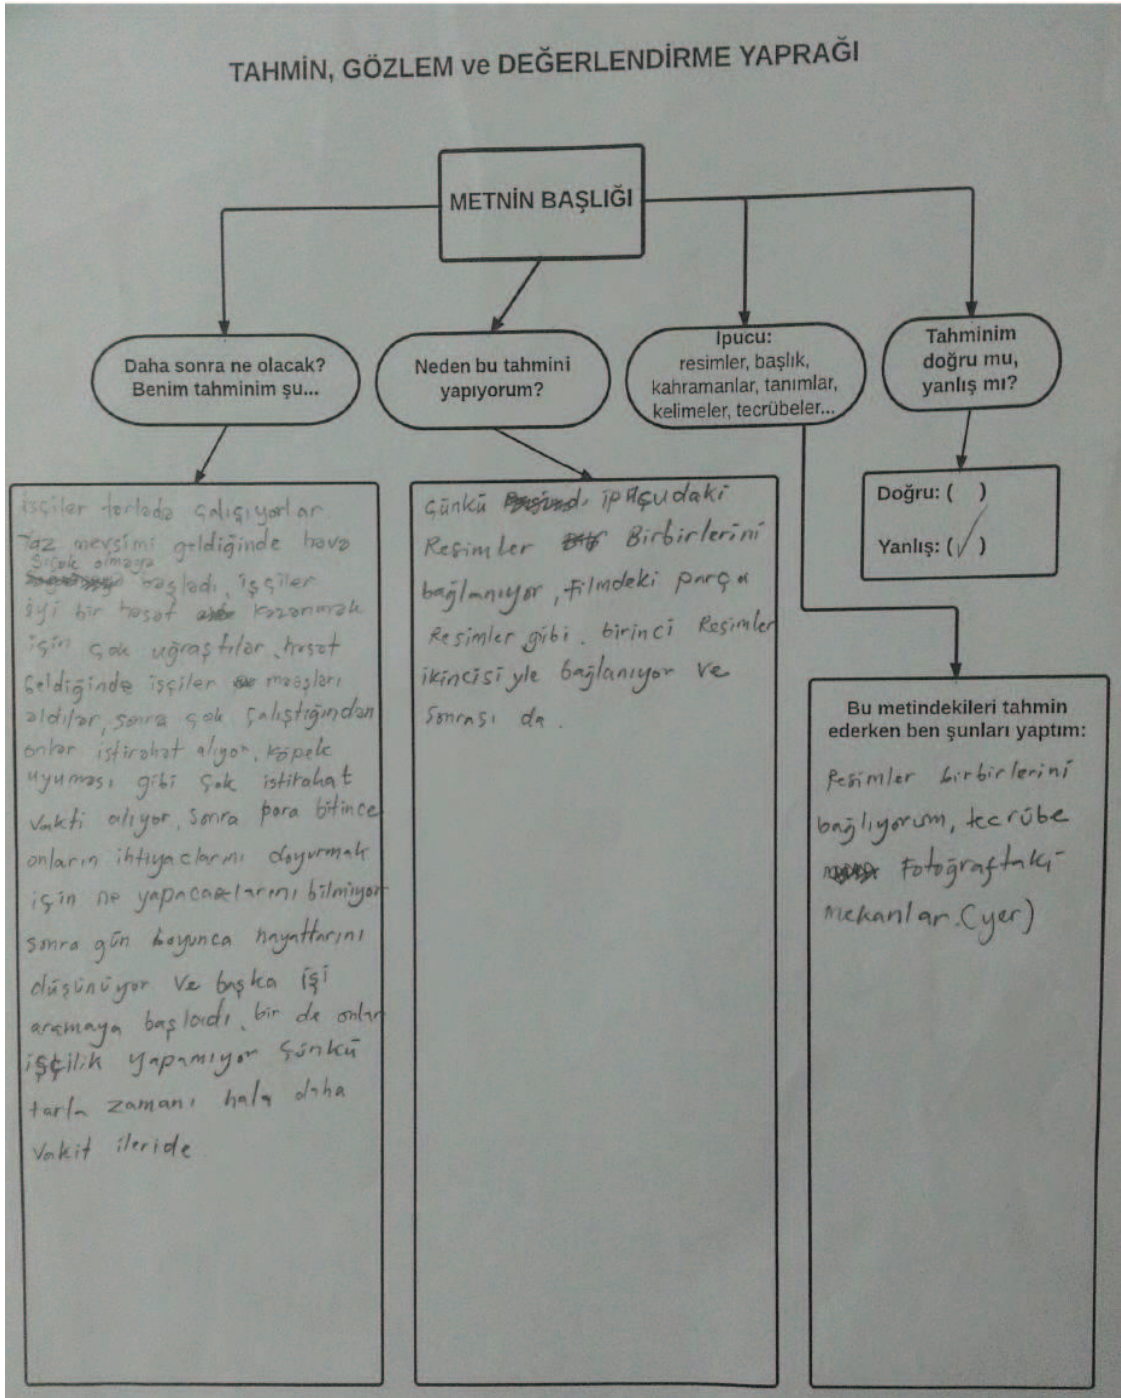 TAHMİN, GÖZLEM ve DEĞERLENDİRME YAPRAĞI
METNİN BAŞLIĞI
Daha sonra ne olacak?
Benim tahminim şu...
işçiler tarlada çalışıyorlar.
Yaz mevsimi geldiğinde hava
sıcak olmaya
başladı, işçiler
iyi bir hasat kazanmak
için çok uğraştılar. hasat
geldiğinde işçiler maaşları
aldılar, sonra çok çalıştığından
onlar istirahat alıyor, köpek
uyuması gibi çok istirahat
vakti alıyor, sonra para bitince
onların ihtiyaclarını doyurmak
için ne yapacaklarını bilmiyor
sonra gün boyunca hayatlarını
düşünüyor ve başka işi
aramaya başladı, bir de onlar
işçilik yapamıyor çünkü
tarla zamanı hala daha
vakit ileride
Neden bu tahmini
yapıyorum?
Çünkü ipuçudaki
Resimler Birbirlerini
bağlanıyor, filmdeki parça
Resimler gibi. birinci Resimler
ikincisiyle bağlanıyor ve
sonrası da.
İpucu:
resimler, başlık,
kahramanlar, tanımlar,
kelimeler, tecrübeler...
Bu metindekileri tahmin
ederken ben şunları yaptım:
Resimler birbirlerini
bağlıyorum, tecrübe
Fotoğraftaki
mekanlar.(yer)
Tahminim
doğru mu,
yanlış mı?
Doğru: ( )
Yanlış: (✓)